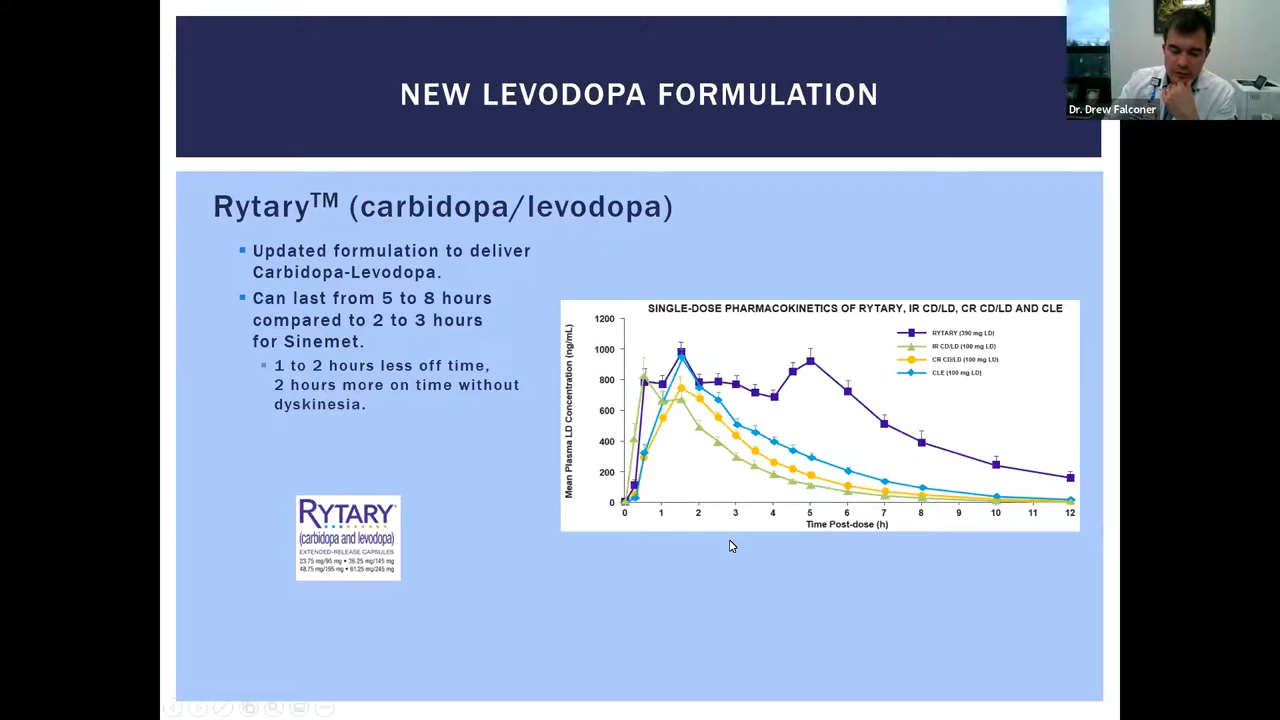 NEW LEVODOPA FORMULATION
Dr. Drew Falconer
Rytary™ (carbidopa/levodopa)
Updated formulation to deliver
Carbidopa-Levodopa.
Can last from 5 to 8 hours
compared to 2 to 3 hours
for Sinemet.
1 to 2 hours less off time,
2 hours more on time without
dyskinesia.
SINGLE-DOSE PHARMACOKINETICS OF RYTARY, IR CD/LD, CR CD/LD AND CLE
Mean Plasma LD Concentration (ng/mL)
1200
1000
800
600
400
200
0
RYTARY (390 mg LD)
IR CD/LD (100 mg LD)
CR CD/LD (100 mg LD)
CLE (100 mg LD)
0 1 2 3 4 5 6 7 8 9 10 11 12
Time Post-dose (h)
RYTARY®
(carbidopa and levodopa)
EXTENDED-RELEASE CAPSULES
23.75 mg/95 mg • 36.25 mg/145 mg
48.75 mg/195 mg • 61.25 mg/245 mg